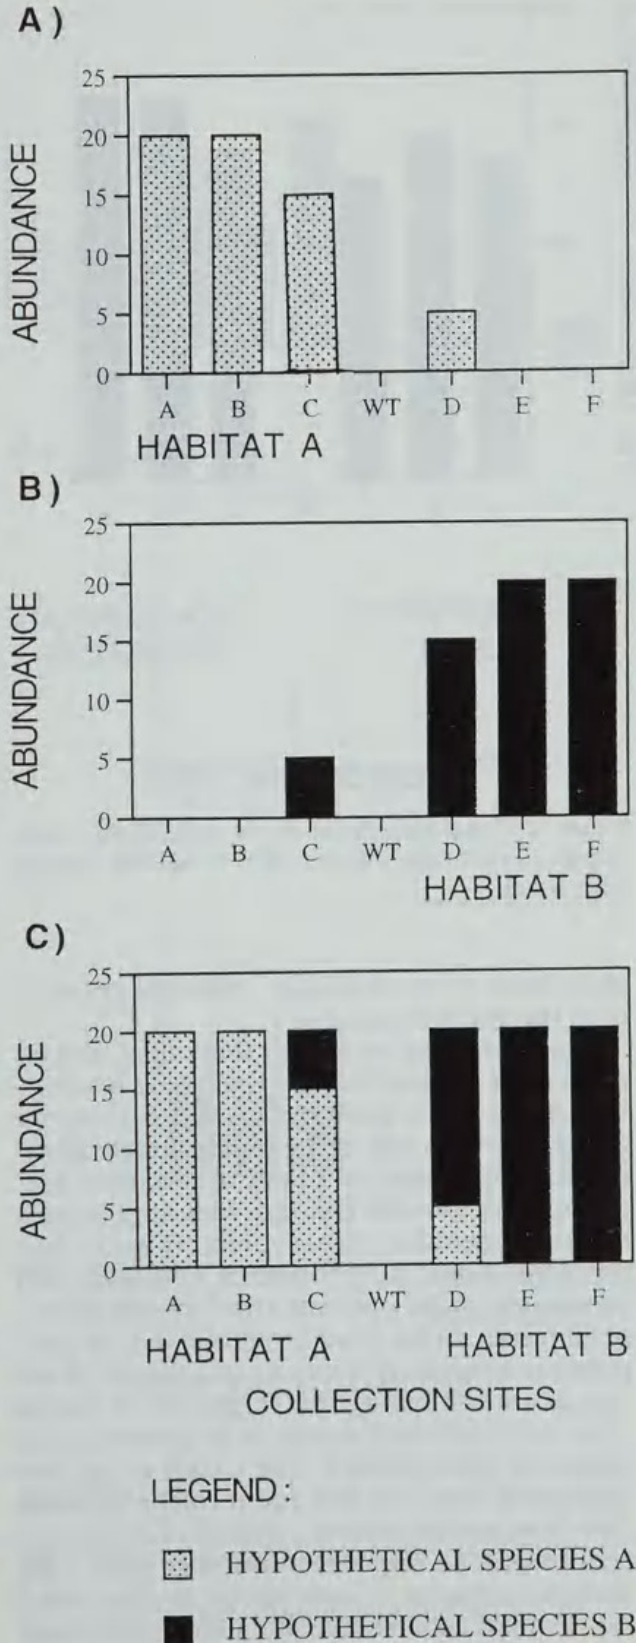 A)
25
20
15
10
5
0
ABUNDANCE
A B C WT D E F
HABITAT A
B)
25
20
15
10
5
0
ABUNDANCE
A B C WT D E F
HABITAT B
C)
25
20
15
10
5
0
ABUNDANCE
A B C WT D E F
HABITAT A HABITAT B
COLLECTION SITES
LEGEND :
HYPOTHETICAL SPECIES A
HYPOTHETICAL SPECIES B